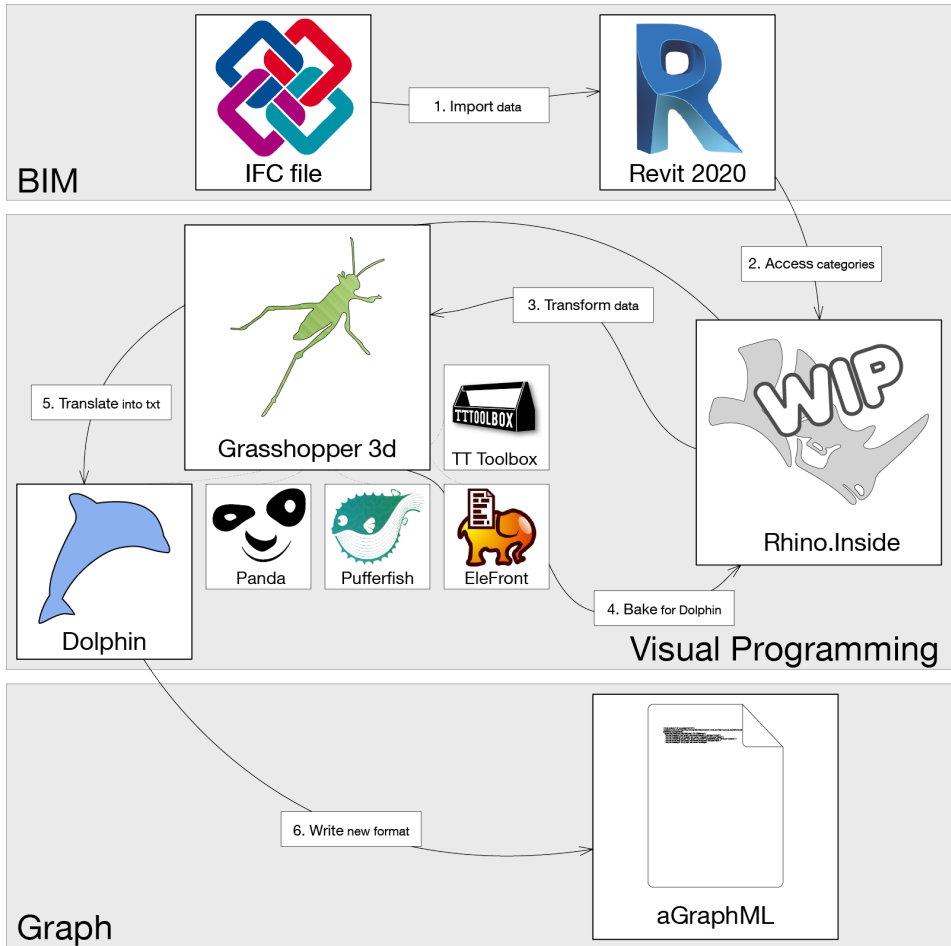 IFC file
1. Import data
Revit 2020
BIM
2. Access categories
3. Transform data
WIP
5. Translate into txt
TTTOOLBOX
Grasshopper 3d
TT Toolbox
Rhino.Inside
Panda
Pufferfish
EleFront
4. Bake for Dolphin
Dolphin
Visual Programming
6. Write new format
aGraphML
Graph